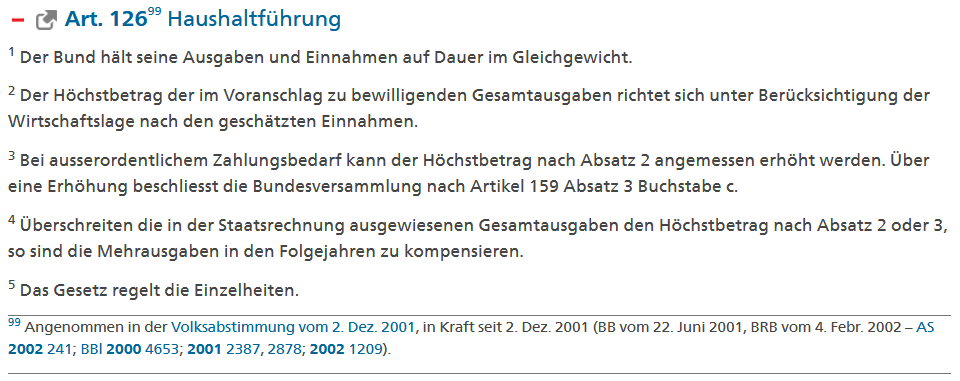 Art. 126⁹⁹ Haushaltführung
¹ Der Bund hält seine Ausgaben und Einnahmen auf Dauer im Gleichgewicht.
² Der Höchstbetrag der im Voranschlag zu bewilligenden Gesamtausgaben richtet sich unter Berücksichtigung der
Wirtschaftslage nach den geschätzten Einnahmen.
³ Bei ausserordentlichem Zahlungsbedarf kann der Höchstbetrag nach Absatz 2 angemessen erhöht werden. Über
eine Erhöhung beschliesst die Bundesversammlung nach Artikel 159 Absatz 3 Buchstabe c.
⁴ Überschreiten die in der Staatsrechnung ausgewiesenen Gesamtausgaben den Höchstbetrag nach Absatz 2 oder 3,
so sind die Mehrausgaben in den Folgejahren zu kompensieren.
⁵ Das Gesetz regelt die Einzelheiten.
⁹⁹ Angenommen in der Volksabstimmung vom 2. Dez. 2001, in Kraft seit 2. Dez. 2001 (BB vom 22. Juni 2001, BRB vom 4. Febr. 2002 – AS
2002 241; BBl 2000 4653; 2001 2387, 2878; 2002 1209).